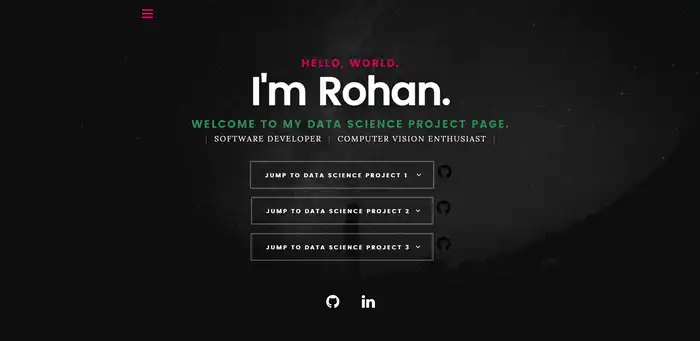 HELLO, WORLD.
I'm Rohan.
WELCOME TO MY DATA SCIENCE PROJECT PAGE.
| SOFTWARE DEVELOPER | COMPUTER VISION ENTHUSIAST |
JUMP TO DATA SCIENCE PROJECT 1
JUMP TO DATA SCIENCE PROJECT 2
JUMP TO DATA SCIENCE PROJECT 3
in